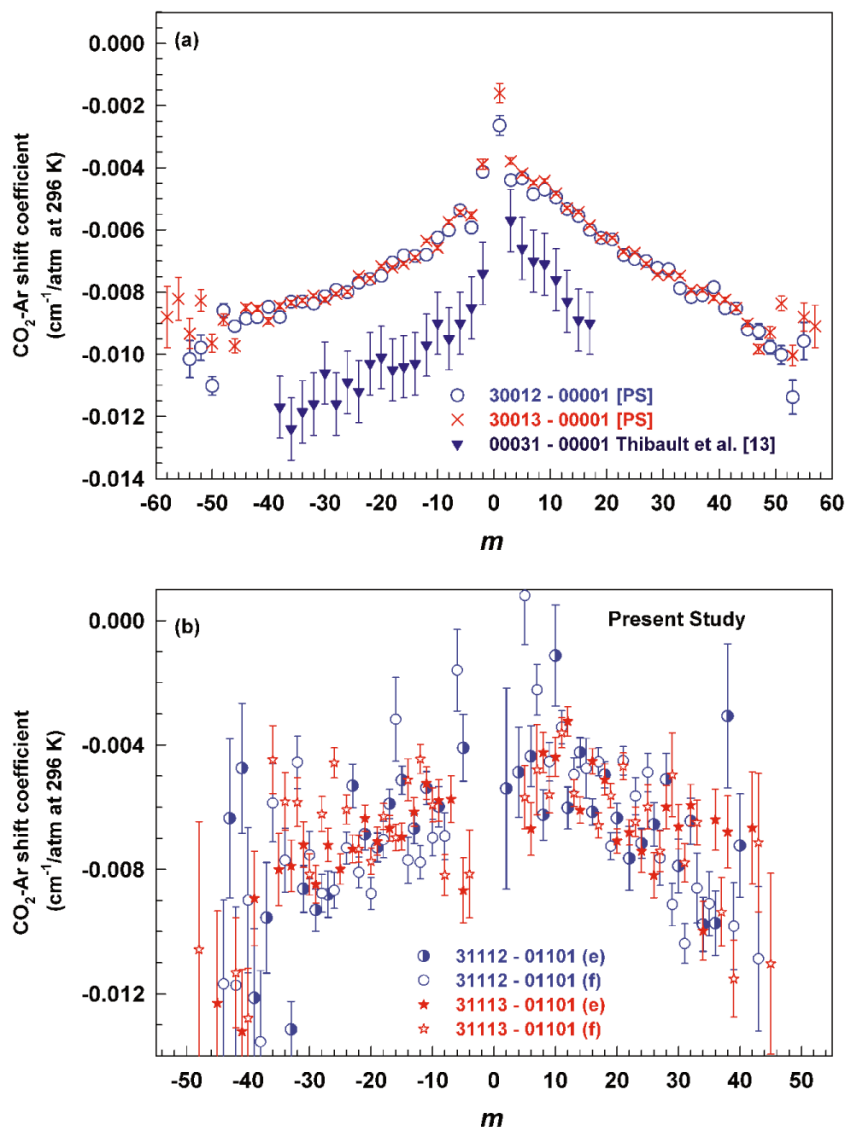 (a)
0.000
-0.002
-0.004
-0.006
-0.008
-0.010
-0.012
-0.014
CO2-Ar shift coefficient
(cm-1/atm at 296 K)
30012 - 00001 [PS]
30013 - 00001 [PS]
00031 - 00001 Thibault et al. [13]
-60 -50 -40 -30 -20 -10 0 10 20 30 40 50 60
m
(b)
Present Study
0.000
-0.004
-0.008
-0.012
CO2-Ar shift coefficient
(cm-1/atm at 296 K)
31112 - 01101 (e)
31112 - 01101 (f)
31113 - 01101 (e)
31113 - 01101 (f)
-50 -40 -30 -20 -10 0 10 20 30 40 50
m